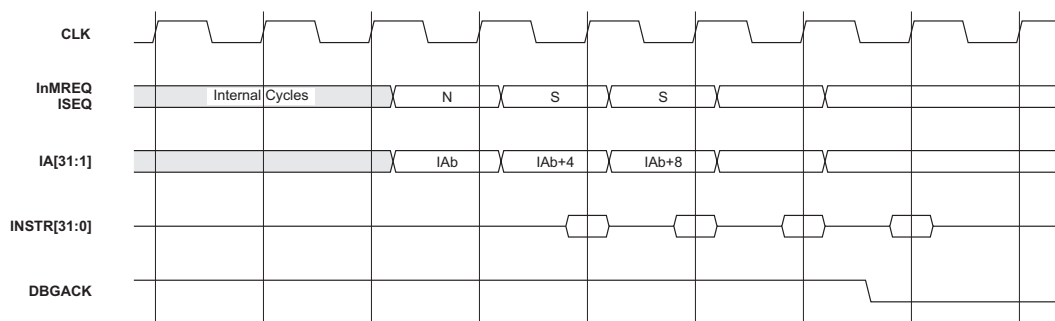 CLK
InMREQ
ISEQ
Internal Cycles N S S
IA[31:1] IAb IAb+4 IAb+8
INSTR[31:0]
DBGACK